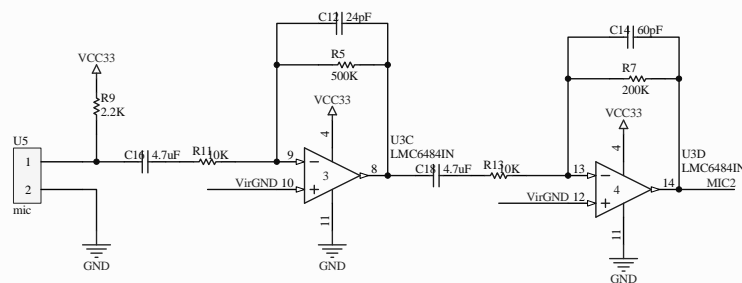 C12 24pF
R5
500K
VCC33
R9
2.2K
U5
1
2
mic
GND
C16 4.7uF
R11 10K
VirGND 10
9
3
VCC33
4
8
11
GND
U3C
LMC6484IN
C18 4.7uF
R13 10K
C14 60pF
R7
200K
VCC33
4
13
VirGND 12
4
14
11
GND
U3D
LMC6484IN
MIC2